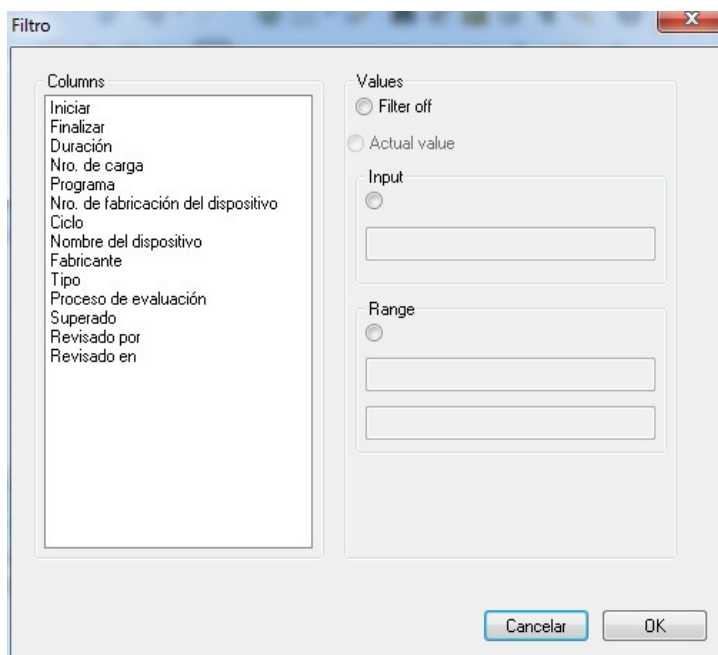 Filtro
Columns
Iniciar
Finalizar
Duración
Nro. de carga
Programa
Nro. de fabricación del dispositivo
Ciclo
Nombre del dispositivo
Fabricante
Tipo
Proceso de evaluación
Superado
Revisado por
Revisado en
Values
Filter off
Actual value
Input
Range
Cancelar
OK